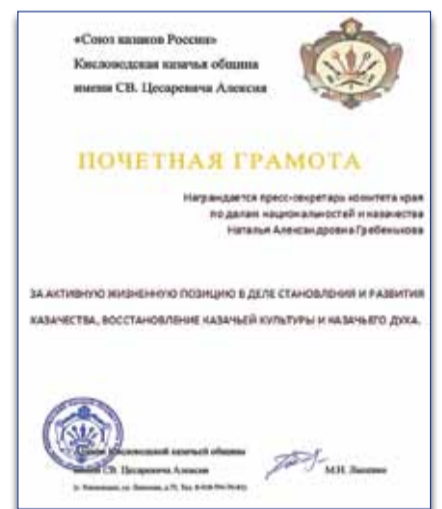 «Союз казаков России»
Кисловодская казачья община
имени СВ. Цесаревича Алексия
ПОЧЕТНАЯ ГРАМОТА
Награждается пресс-секретарь комитета края
по делам национальностей и казачества
Наталья Александровна Гребенькова
ЗА АКТИВНУЮ ЖИЗНЕННУЮ ПОЗИЦИЮ В ДЕЛЕ СТАНОВЛЕНИЯ И РАЗВИТИЯ
КАЗАЧЕСТВА, ВОССТАНОВЛЕНИЕ КАЗАЧЬЕЙ КУЛЬТУРЫ И КАЗАЧЬЕГО ДУХА.
Кисловодской казачьей общины
имени СВ. Цесаревича Алексия
М.Н.